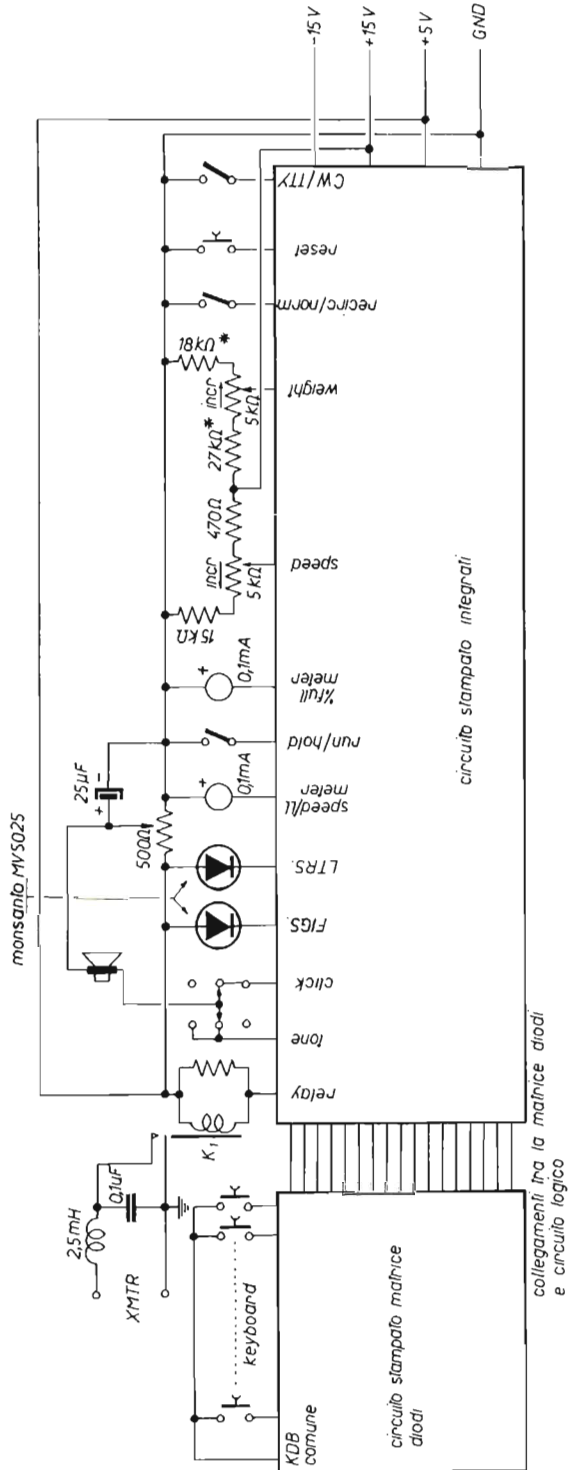 monsanto MV5025
-15V
+15V
+5V
GND
CW/TTY
reset
recirc/norm
weight
speed
%full
meter
run/hold
speed/LL
meter
LTRS.
FIGS.
click
tone
relay
18kΩ*
incr
5kΩ
27kΩ*
470Ω
incr
5kΩ
15kΩ
+
0,1mA
+
0,1mA
25µF
+ -
500Ω
K1
0,1uF
2,5mH
XMTR
keyboard
KDB
comune
circuito stampato integrati
circuito stampato matrice
diodi
collegamenti tra la matrice diodi
e circuito logico